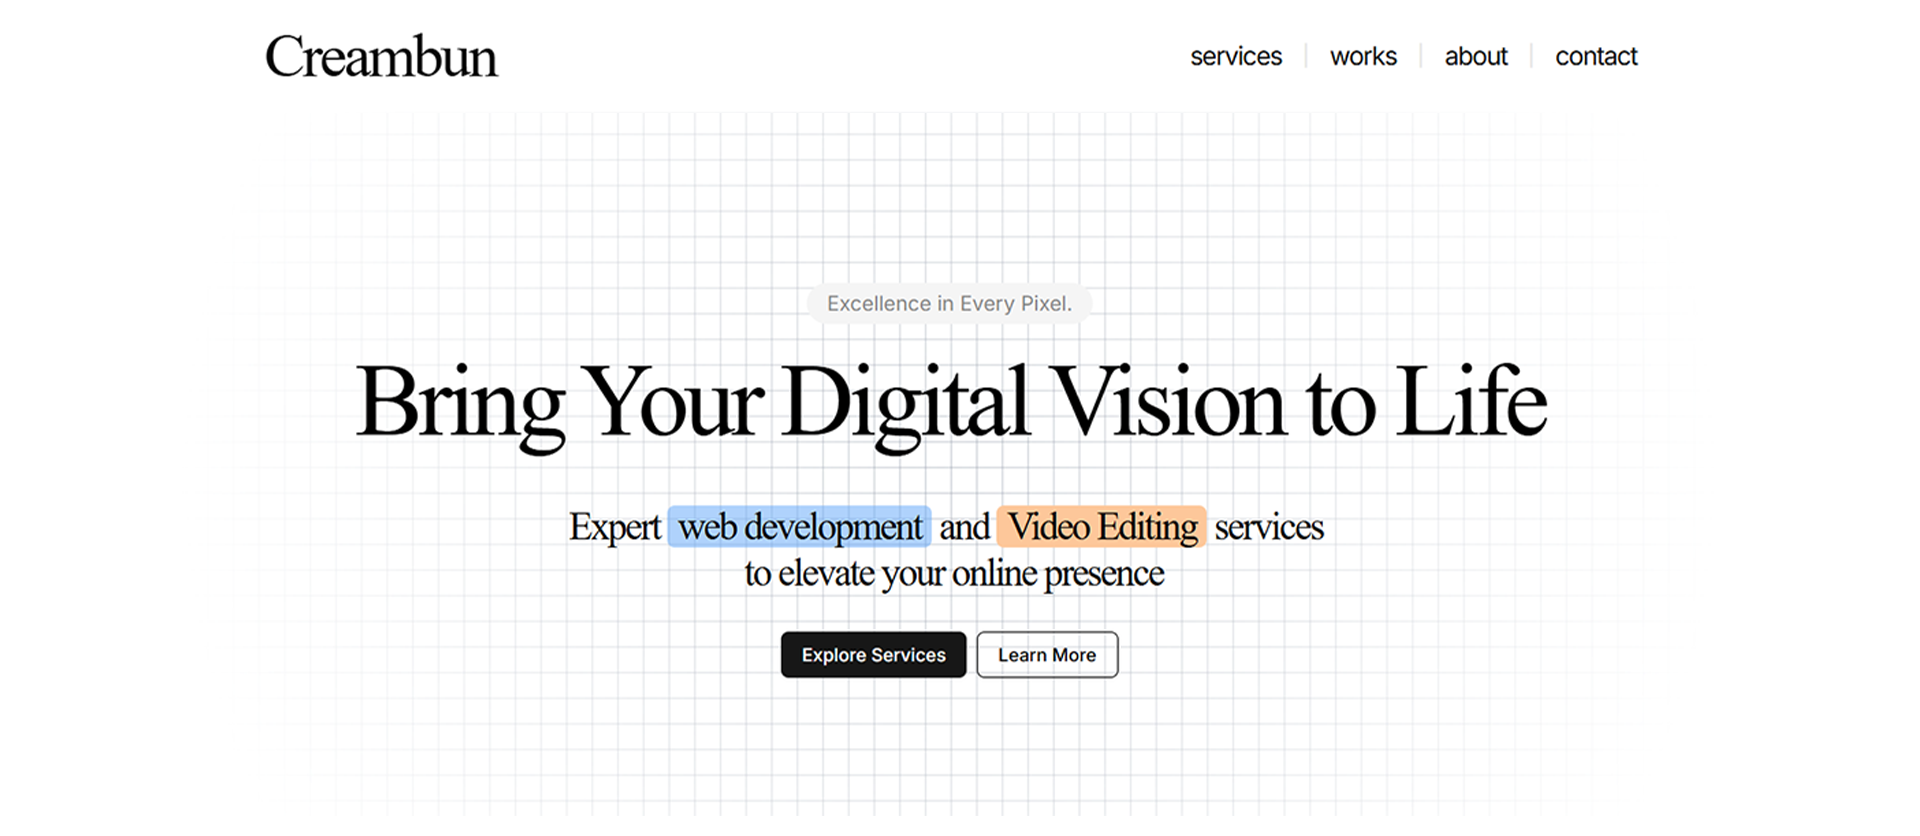 Creambun
services
works
about
contact
Excellence in Every Pixel.
Bring Your Digital Vision to Life
Expert web development and Video Editing services
to elevate your online presence
Explore Services
Learn More